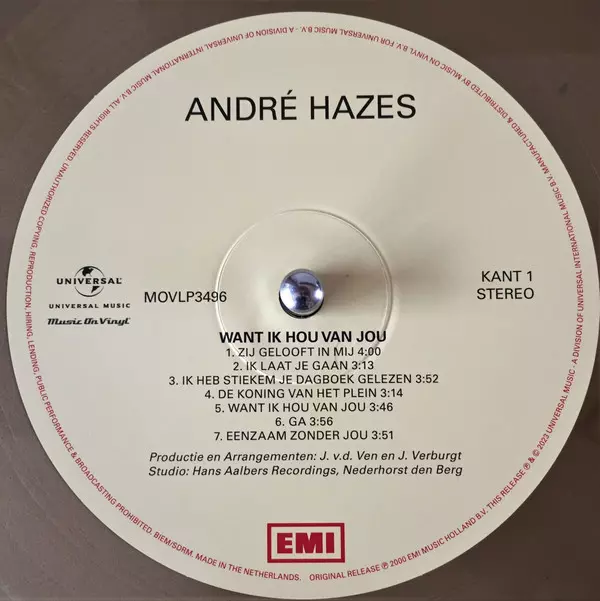 ANDRÉ HAZES
UNIVERSAL
UNIVERSAL MUSIC
Music On Vinyl
MOVLP3496
KANT 1
STEREO
WANT IK HOU VAN JOU
1. ZIJ GELOOFT IN MIJ 4:00
2. IK LAAT JE GAAN 3:13
3. IK HEB STIEKEM JE DAGBOEK GELEZEN 3:52
4. DE KONING VAN HET PLEIN 3:14
5. WANT IK HOU VAN JOU 3:46
6. GA 3:56
7. EENZAAM ZONDER JOU 3:51
Productie en Arrangementen: J. v.d. Ven en J. Verburgt
Studio: Hans Aalbers Recordings, Nederhorst den Berg
EMI
ORIGINAL RELEASE ℗ 2000 EMI MUSIC HOLLAND B.V. THIS RELEASE ℗ & © 2023 UNIVERSAL MUSIC - A DIVISION OF UNIVERSAL INTERNATIONAL MUSIC B.V. MANUFACTURED & DISTRIBUTED BY MUSIC ON VINYL B.V. FOR UNIVERSAL MUSIC - A DIVISION OF UNIVERSAL INTERNATIONAL MUSIC B.V. ALL RIGHTS RESERVED. UNAUTHORIZED COPYING, REPRODUCTION, HIRING, LENDING, PUBLIC PERFORMANCE & BROADCASTING PROHIBITED. BIEM/SDRM. MADE IN THE NETHERLANDS.